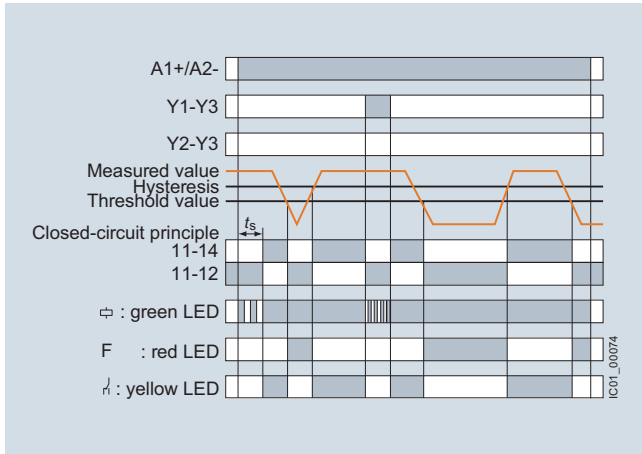 A1+/A2-
Y1-Y3
Y2-Y3
Measured value
Hysteresis
Threshold value
Closed-circuit principle
ts
11-14
11-12
: green LED
F : red LED
: yellow LED
IC01_00074